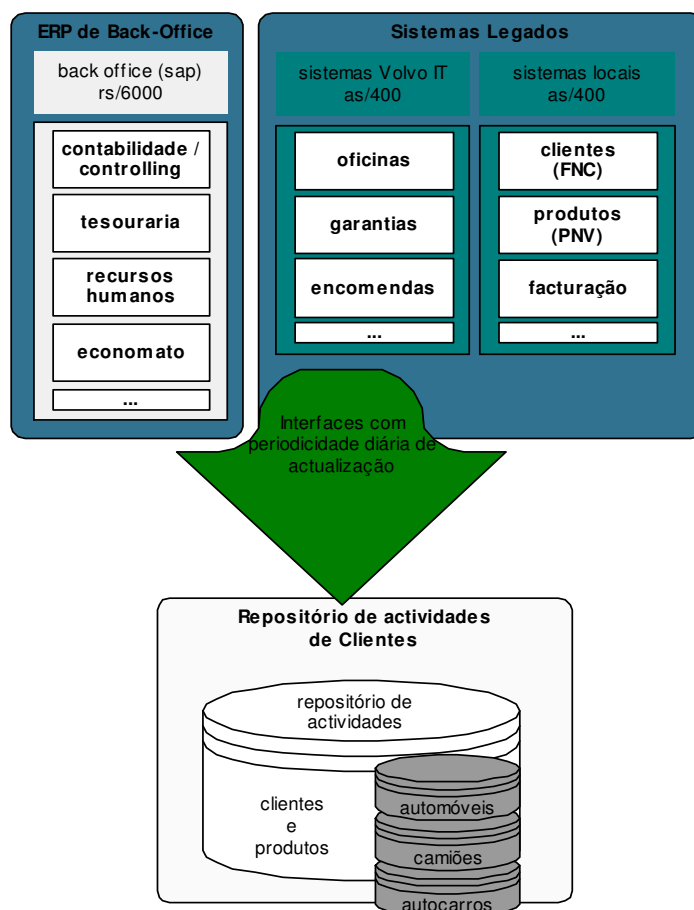 ERP de Back-Office
back office (sap)
rs/6000
contabilidade /
controlling
tesouraria
recursos
humanos
economato
...
Sistemas Legados
sistemas Volvo IT
as/400
oficinas
garantias
encomendas
...
sistemas locais
as/400
clientes
(FNC)
produtos
(PNV)
facturação
...
Interfaces com
periodicidade diária de
actualização
Repositório de actividades
de Clientes
repositório de
actividades
clientes
e
produtos
automóveis
camiões
autocarros